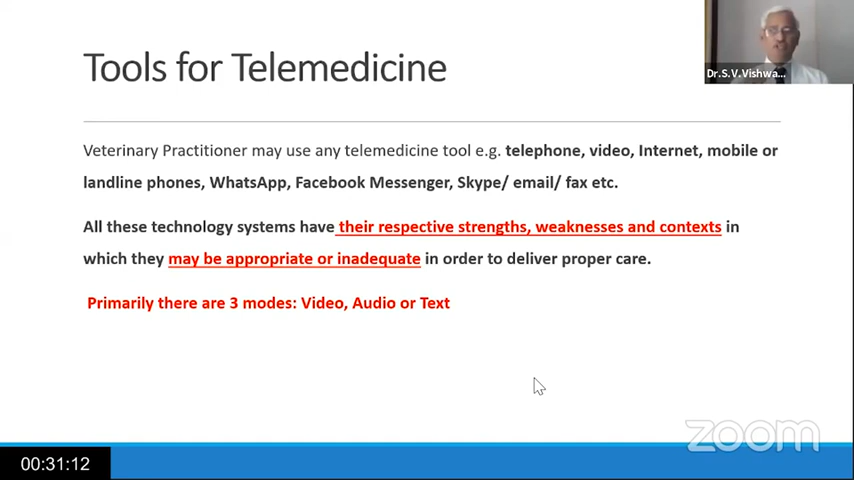 Tools for Telemedicine
Dr.S.V.Vishwa...
Veterinary Practitioner may use any telemedicine tool e.g. telephone, video, Internet, mobile or
landline phones, WhatsApp, Facebook Messenger, Skype/ email/ fax etc.
All these technology systems have their respective strengths, weaknesses and contexts in
which they may be appropriate or inadequate in order to deliver proper care.
Primarily there are 3 modes: Video, Audio or Text
zoom
00:31:12